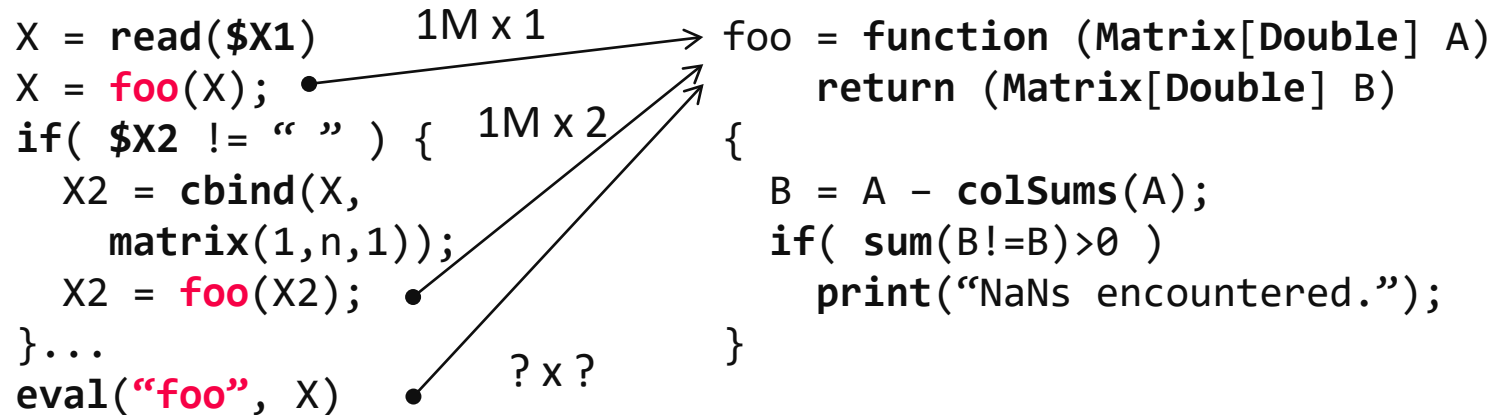 X = read($X1)
X = foo(X);
if( $X2 != “ ” ) {
X2 = cbind(X,
matrix(1,n,1));
X2 = foo(X2);
}...
eval(“foo”, X)
1M x 1
1M x 2
? x ?
foo = function (Matrix[Double] A)
return (Matrix[Double] B)
{
B = A – colSums(A);
if( sum(B!=B)>0 )
print(“NaNs encountered.”);
}